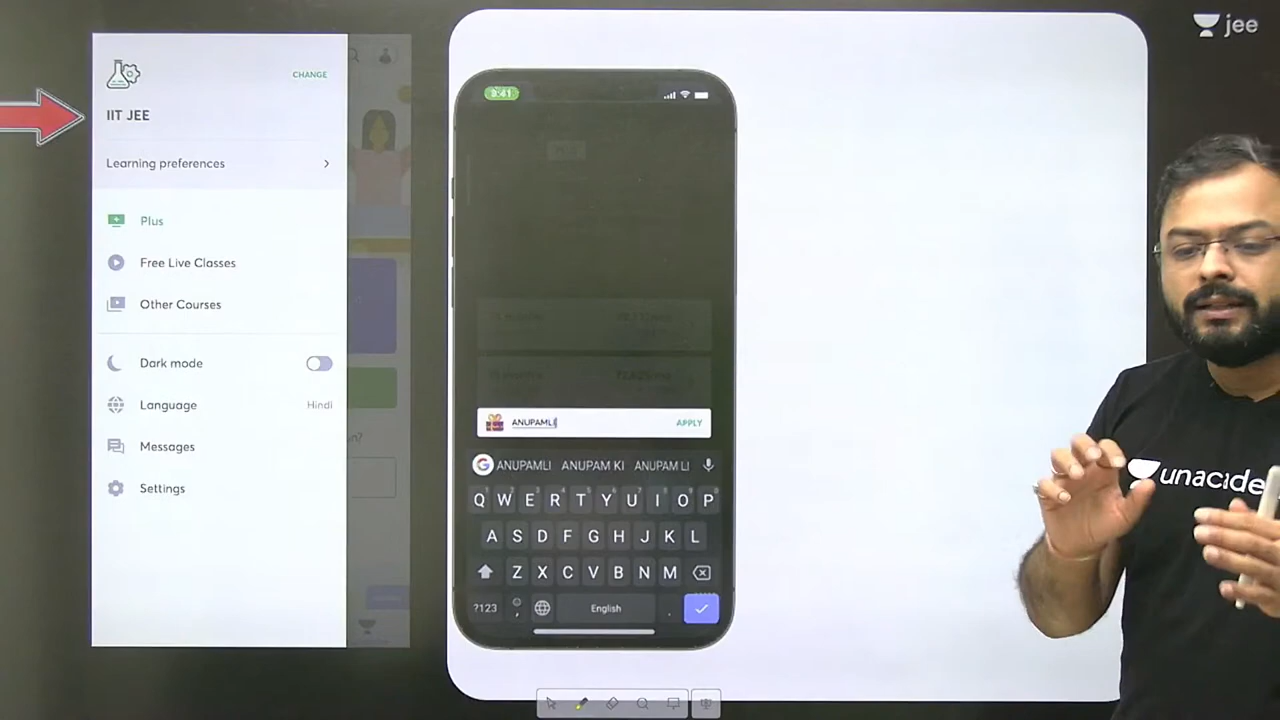 jee
CHANGE
IIT JEE
Learning preferences
Plus
Free Live Classes
Other Courses
Dark mode
Language
Hindi
Messages
Settings
9:41
ANUPAMLI
APPLY
ANUPAMLI ANUPAM KI ANUPAM LI
Q W E R T Y U I O P
A S D F G H J K L
Z X C V B N M
?123 , English .
unacade